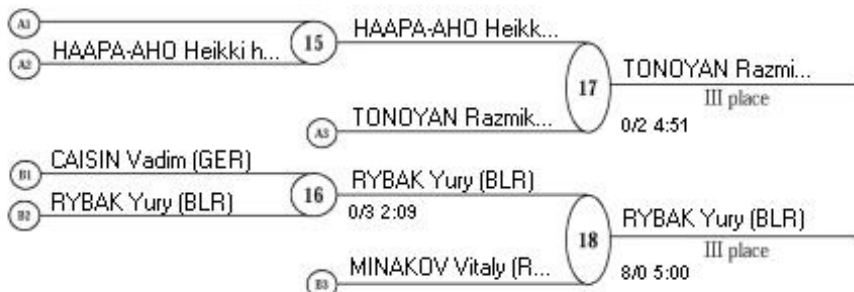 A1
HAAPA-AHO Heikki h...
A2
15
HAAPA-AHO Heikk...
TONOYAN Razmik...
A3
17
TONOYAN Razmi...
III place
0/2 4:51
CAISIN Vadim (GER)
B1
RYBAK Yury (BLR)
B2
16
RYBAK Yury (BLR)
0/3 2:09
MINAKOV Vitaly (R...
B3
18
RYBAK Yury (BLR)
III place
8/0 5:00